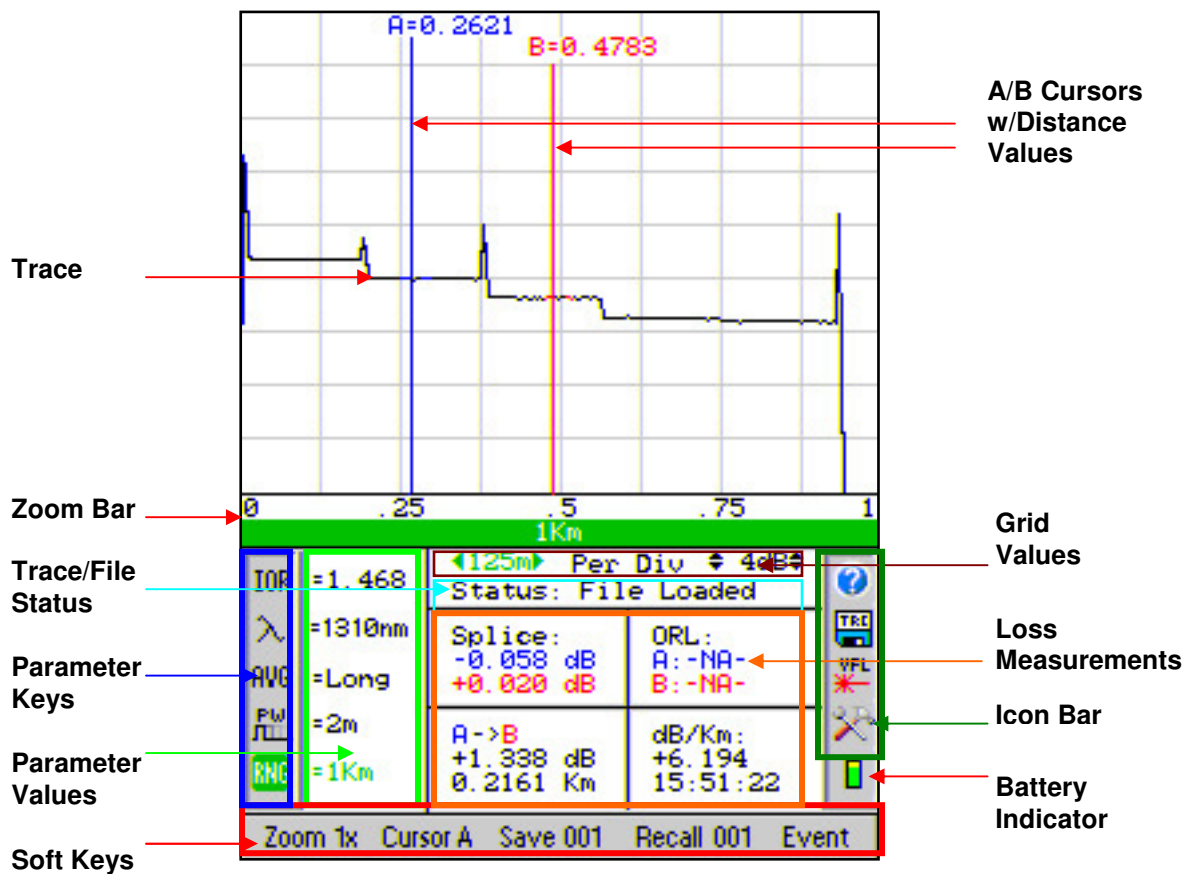 A=0.2621
B=0.4783
A/B Cursors
w/Distance
Values
Trace
Zoom Bar
0 .25 .5 .75 1
1Km
Grid
Values
Trace/File
Status
◀125m▶ Per Div ♦ 4dB♦
Status: File Loaded
IOR =1.468
λ =1310nm
AVG =Long
PW =2m
RNG =1Km
Parameter
Keys
Parameter
Values
Splice:
-0.058 dB
+0.020 dB
ORL:
A:-NA-
B:-NA-
A->B
+1.338 dB
0.2161 Km
dB/Km:
+6.194
15:51:22
?
TRC
VFL
Loss
Measurements
Icon Bar
Battery
Indicator
Soft Keys
Zoom 1x Cursor A Save 001 Recall 001 Event